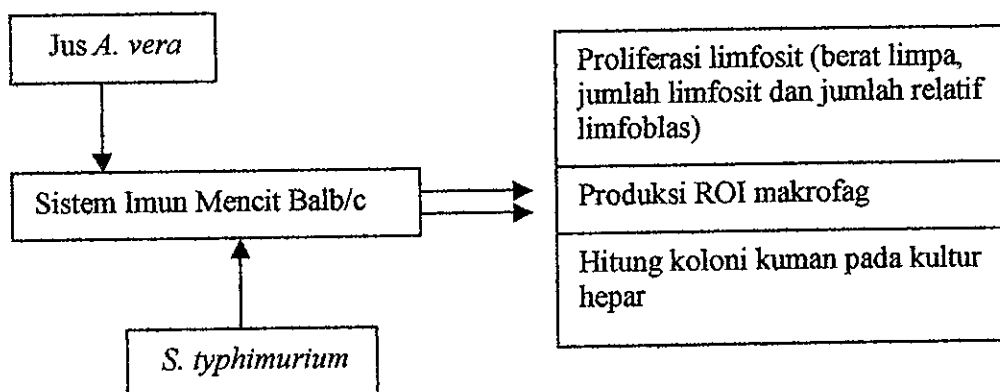 Jus A. vera
Sistem Imun Mencit Balb/c
S. typhimurium
Proliferasi limfosit (berat limpa,
jumlah limfosit dan jumlah relatif
limfoblas)
Produksi ROI makrofag
Hitung koloni kuman pada kultur
hepar